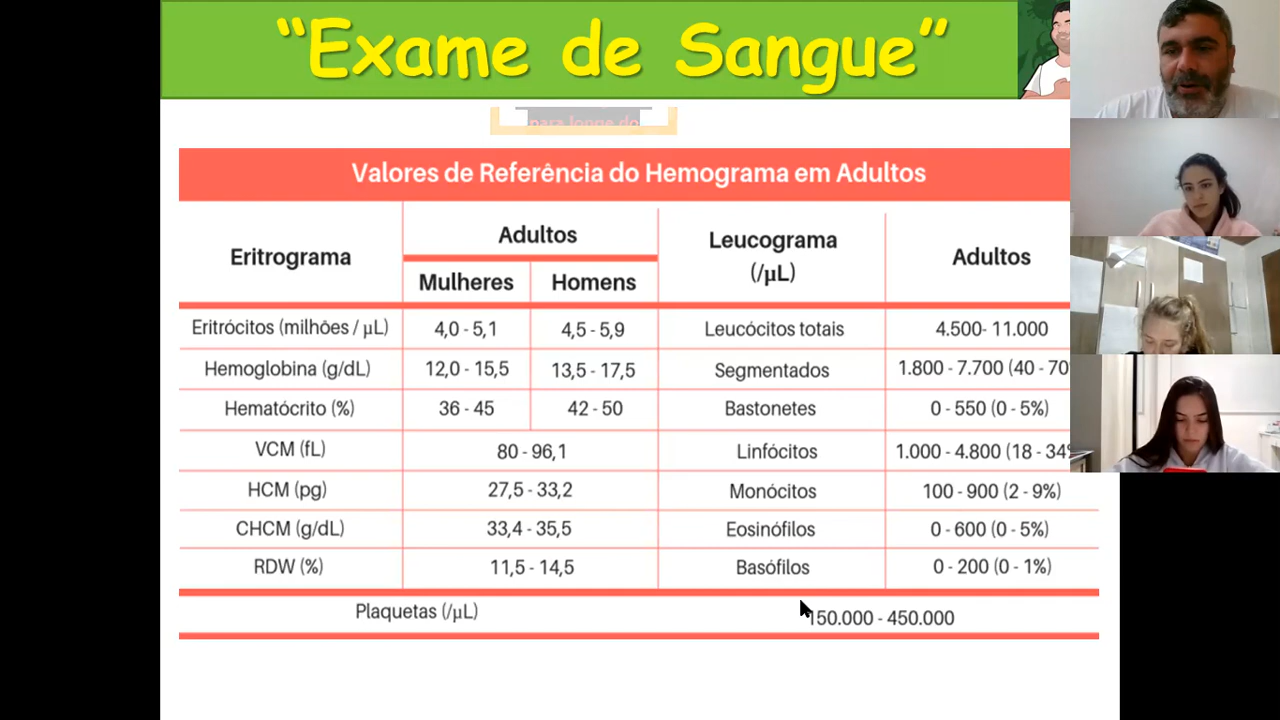 “Exame de Sangue”
para longe do
Valores de Referência do Hemograma em Adultos
Eritrograma Adultos Leucograma (/µL) Adultos
Mulheres Homens
Eritrócitos (milhões / µL) 4,0 - 5,1 4,5 - 5,9 Leucócitos totais 4.500- 11.000
Hemoglobina (g/dL) 12,0 - 15,5 13,5 - 17,5 Segmentados 1.800 - 7.700 (40 - 70
Hematócrito (%) 36 - 45 42 - 50 Bastonetes 0 - 550 (0 - 5%)
VCM (fL) 80 - 96,1 Linfócitos 1.000 - 4.800 (18 - 34%
HCM (pg) 27,5 - 33,2 Monócitos 100 - 900 (2 - 9%)
CHCM (g/dL) 33,4 - 35,5 Eosinófilos 0 - 600 (0 - 5%)
RDW (%) 11,5 - 14,5 Basófilos 0 - 200 (0 - 1%)
Plaquetas (/µL) 150.000 - 450.000